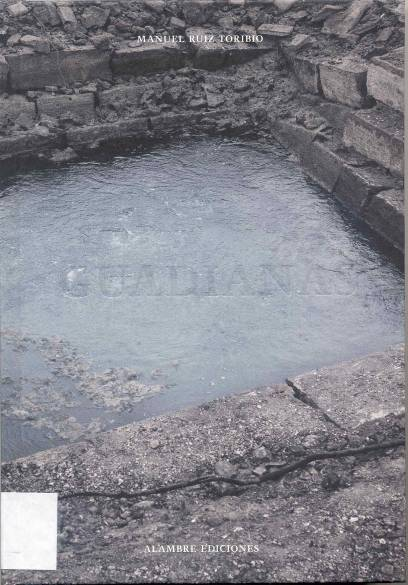 MANUEL RUIZ TORIBIO
GUADIANAS
ALAMBRE EDICIONES